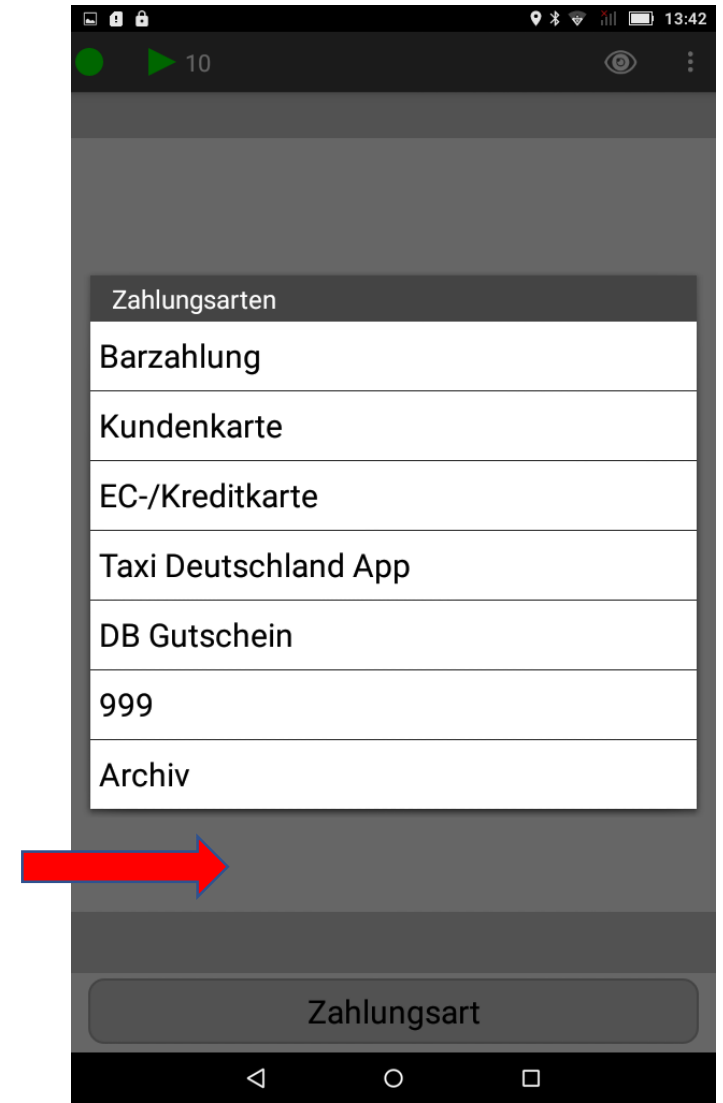 13:42
10
Zahlungsarten
Barzahlung
Kundenkarte
EC-/Kreditkarte
Taxi Deutschland App
DB Gutschein
999
Archiv
Zahlungsart